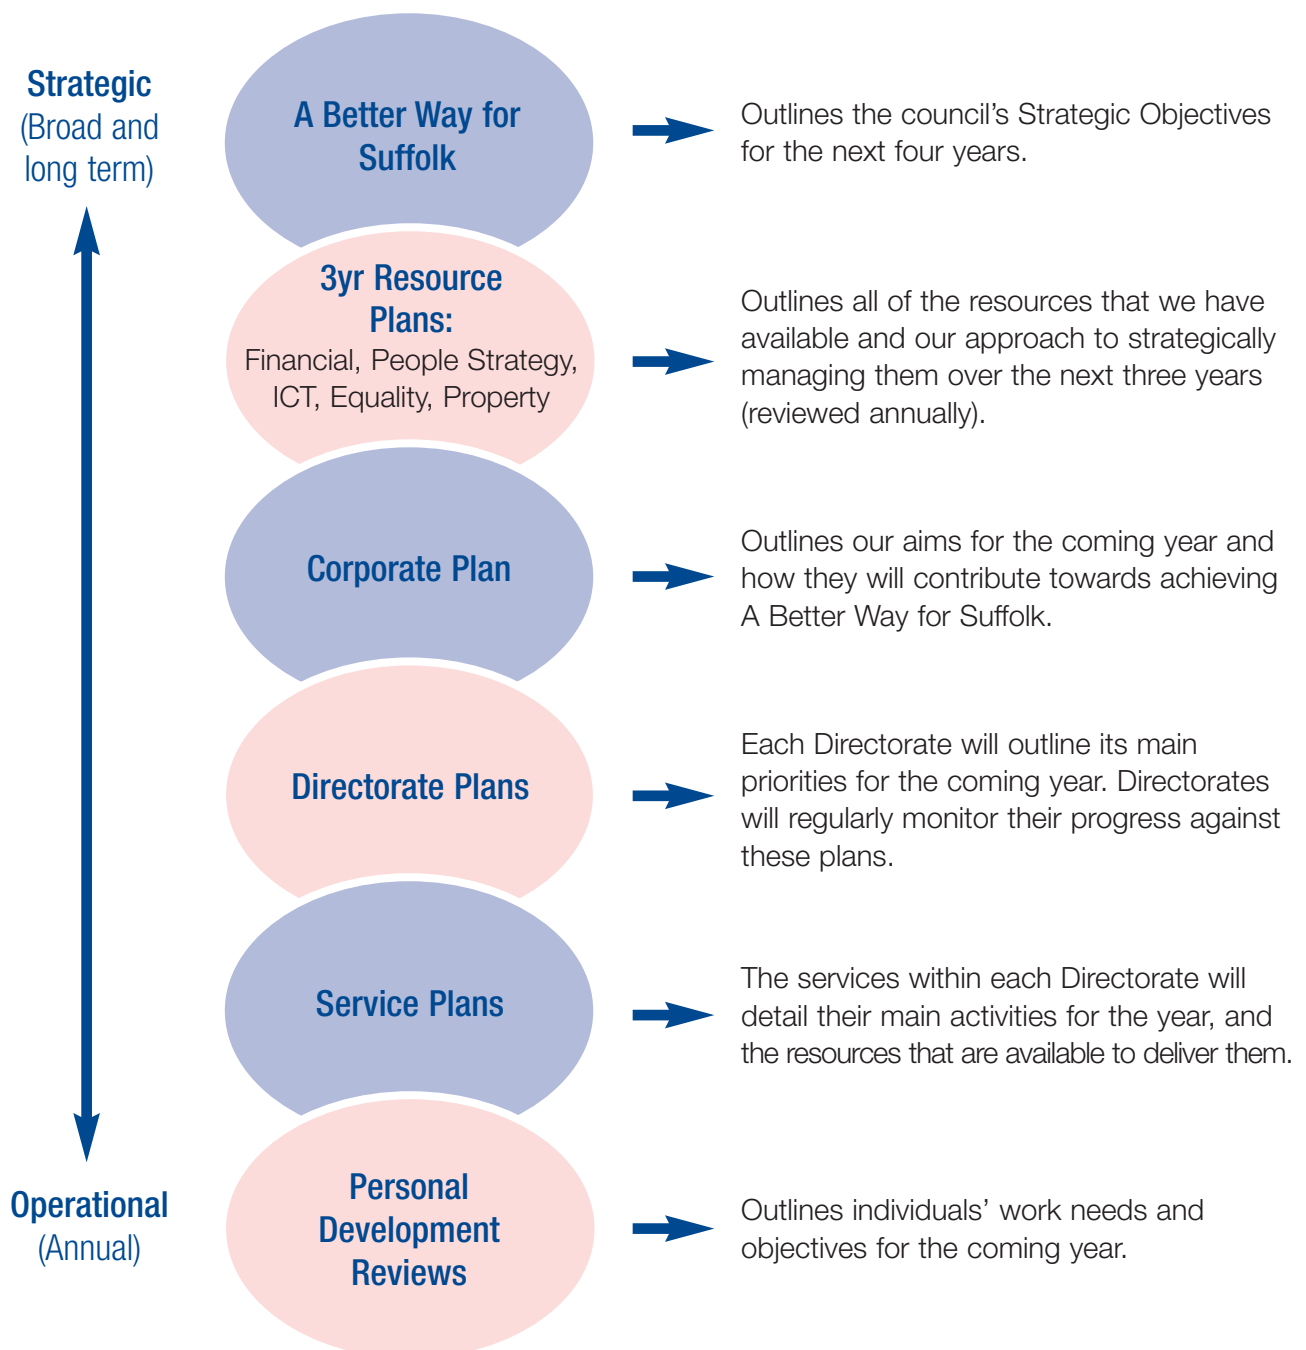 Strategic
(Broad and
long term)
A Better Way for
Suffolk
Outlines the council’s Strategic Objectives
for the next four years.
3yr Resource
Plans:
Financial, People Strategy,
ICT, Equality, Property
Outlines all of the resources that we have
available and our approach to strategically
managing them over the next three years
(reviewed annually).
Corporate Plan
Outlines our aims for the coming year and
how they will contribute towards achieving
A Better Way for Suffolk.
Directorate Plans
Each Directorate will outline its main
priorities for the coming year. Directorates
will regularly monitor their progress against
these plans.
Service Plans
The services within each Directorate will
detail their main activities for the year, and
the resources that are available to deliver them.
Operational
(Annual)
Personal
Development
Reviews
Outlines individuals’ work needs and
objectives for the coming year.